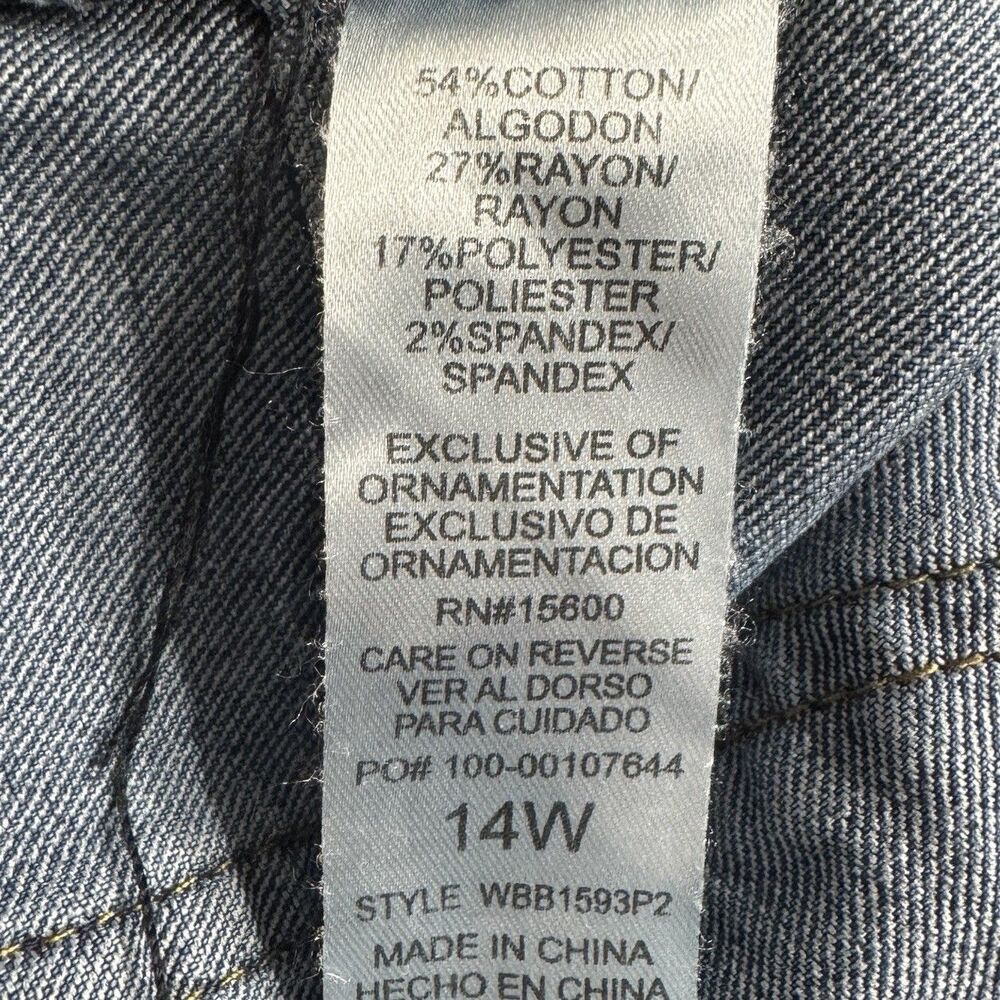 54%COTTON/
ALGODON
27%RAYON/
RAYON
17%POLYESTER/
POLIESTER
2%SPANDEX/
SPANDEX
EXCLUSIVE OF
ORNAMENTATION
EXCLUSIVO DE
ORNAMENTACION
RN#15600
CARE ON REVERSE
VER AL DORSO
PARA CUIDADO
PO# 100-00107644
14W
STYLE WBB1593P2
MADE IN CHINA
HECHO EN CHINA